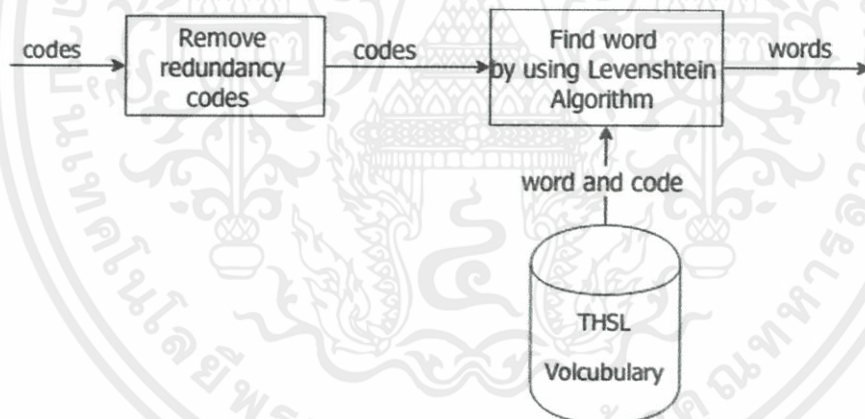 codes
Remove
redundancy
codes
codes
Find word
by using Levenshtein
Algorithm
words
word and code
THSL
Volcubulary